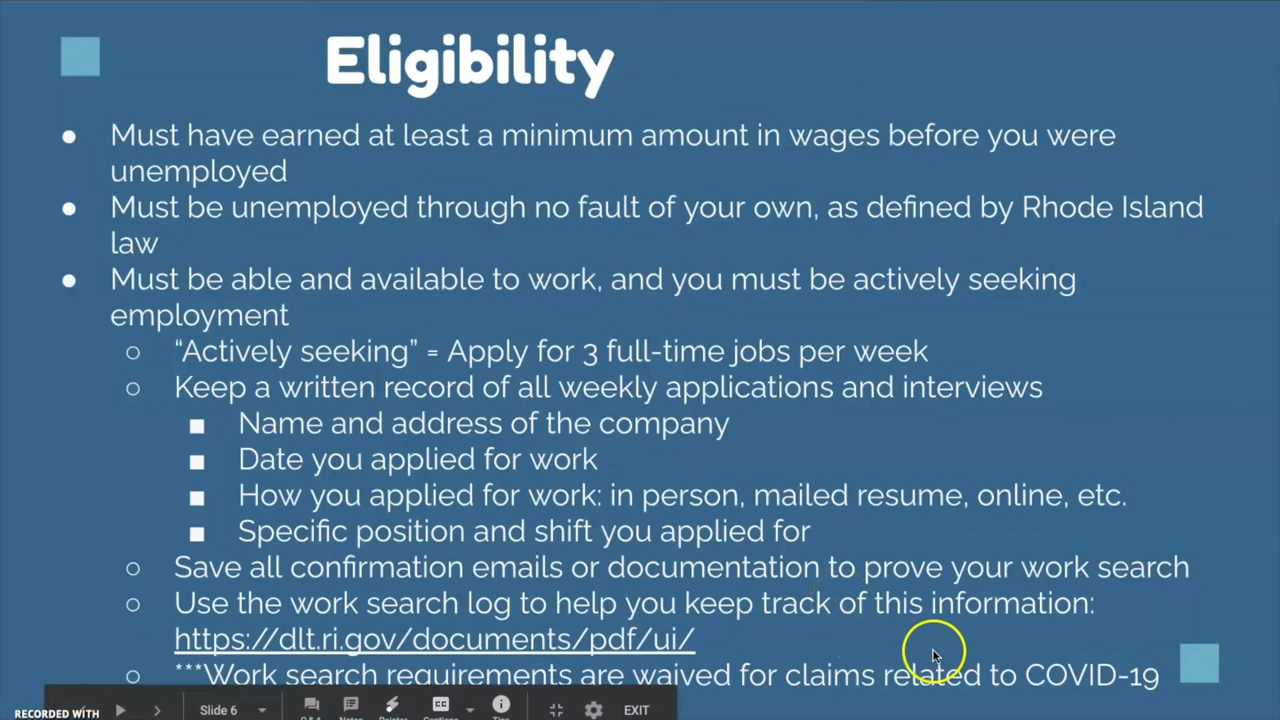 Eligibility
● Must have earned at least a minimum amount in wages before you were
unemployed
● Must be unemployed through no fault of your own, as defined by Rhode Island
law
● Must be able and available to work, and you must be actively seeking
employment
○ “Actively seeking” = Apply for 3 full-time jobs per week
○ Keep a written record of all weekly applications and interviews
■ Name and address of the company
■ Date you applied for work
■ How you applied for work: in person, mailed resume, online, etc.
■ Specific position and shift you applied for
○ Save all confirmation emails or documentation to prove your work search
○ Use the work search log to help you keep track of this information:
https://dlt.ri.gov/documents/pdf/ui/
○ ***Work search requirements are waived for claims related to COVID-19
RECORDED WITH
Slide 6
EXIT